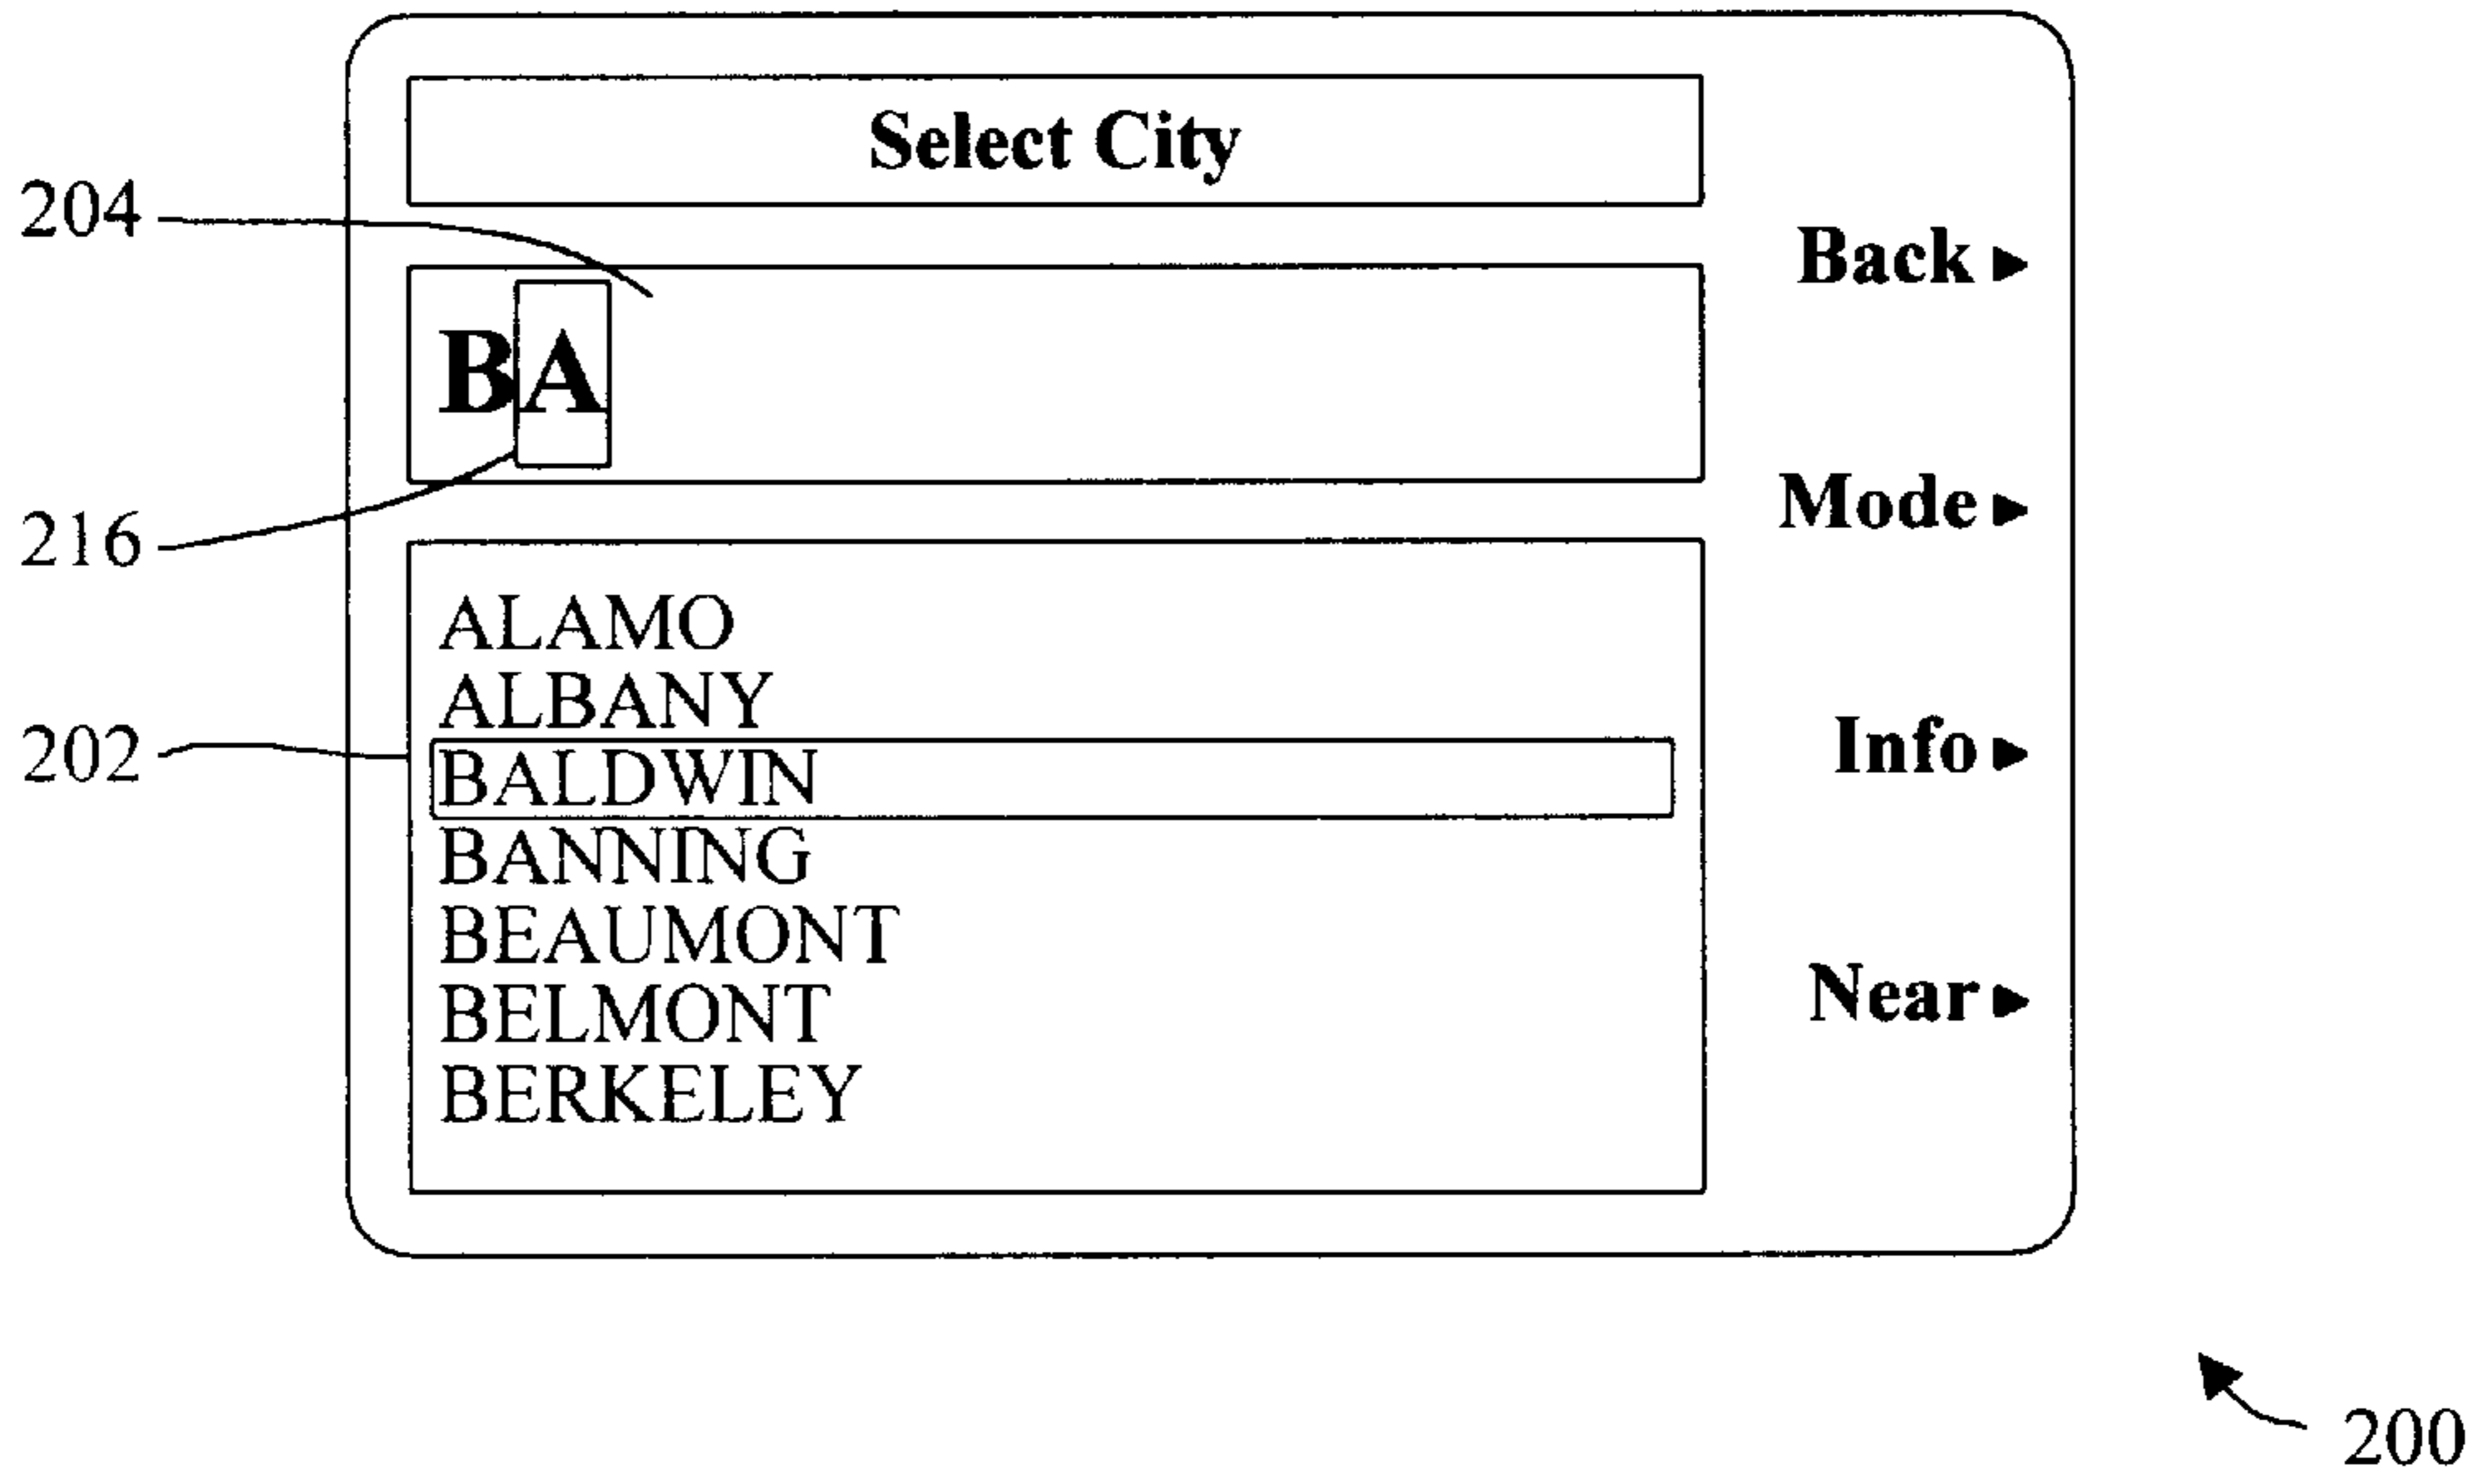 Select City
204
Back
BA
216
Mode
ALAMO
ALBANY
202
BALDWIN
Info
BANNING
BEAUMONT
BELMONT
Near
BERKELEY
200